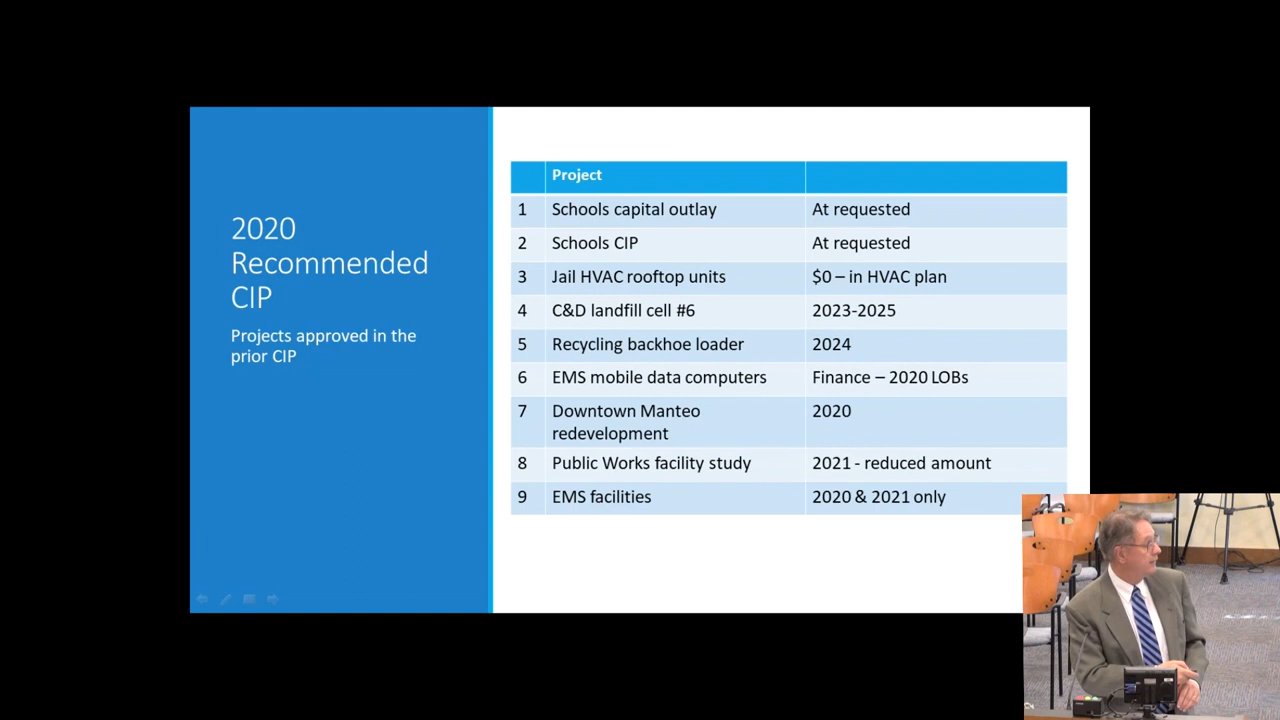 2020
Recommended
CIP
Projects approved in the
prior CIP
Project
1 Schools capital outlay At requested
2 Schools CIP At requested
3 Jail HVAC rooftop units $0 – in HVAC plan
4 C&D landfill cell #6 2023-2025
5 Recycling backhoe loader 2024
6 EMS mobile data computers Finance – 2020 LOBs
7 Downtown Manteo 2020
redevelopment
8 Public Works facility study 2021 - reduced amount
9 EMS facilities 2020 & 2021 only